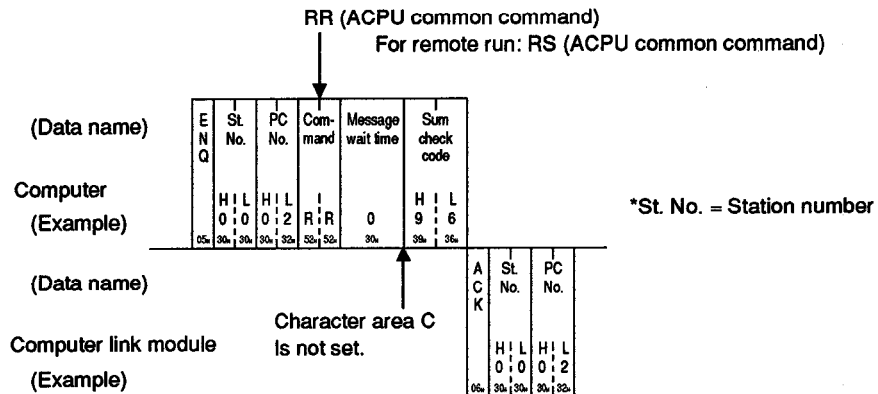 RR (ACPU common command)
For remote run: RS (ACPU common command)
(Data name)
E N Q
St. No.
PC No.
Com-mand
Message wait time
Sum check code
Computer
(Example)
H L H L H L
0 0 0 2 R R 0 9 6
05H 30H 30H 30H 32H 52H 52H 30H 39H 36H
*St. No. = Station number
(Data name)
A C K
St. No.
PC No.
Character area C
is not set.
Computer link module
(Example)
H L H L
0 0 0 2
06H 30H 30H 30H 32H